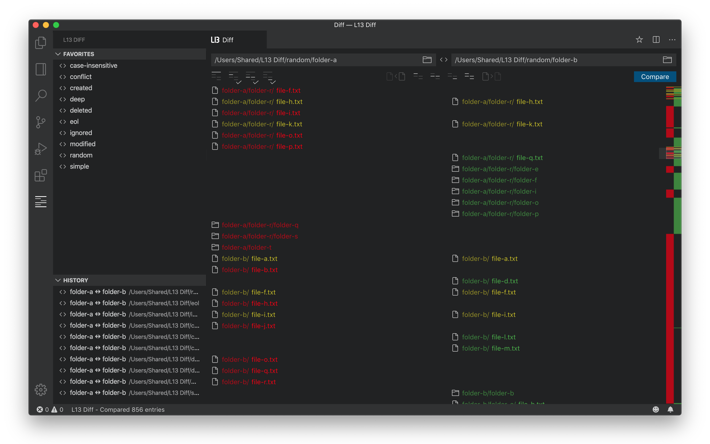 Diff — L13 Diff
L13 DIFF
L13 Diff
FAVORITES
case-insensitive
conflict
created
deep
deleted
eol
ignored
modified
random
simple
HISTORY
folder-a ↔ folder-b /Users/Shared/L13 Diff/r...
folder-a ↔ folder-b /Users/Shared/L13 Diff/eol
folder-a ↔ folder-b /Users/Shared/L13 Diff/i...
folder-a ↔ folder-b /Users/Shared/L13 Diff/c...
folder-a ↔ folder-b /Users/Shared/L13 Diff/c...
folder-a ↔ folder-b /Users/Shared/L13 Diff/c...
folder-a ↔ folder-b /Users/Shared/L13 Diff/d...
folder-a ↔ folder-b /Users/Shared/L13 Diff/d...
folder-a ↔ folder-b /Users/Shared/L13 Diff/...
folder-a ↔ folder-b /Users/Shared/L13 Diff/s...
/Users/Shared/L13 Diff/random/folder-a
/Users/Shared/L13 Diff/random/folder-b
Compare
folder-a/folder-r/ file-f.txt
folder-a/folder-r/ file-h.txt
folder-a/folder-r/ file-h.txt
folder-a/folder-r/ file-i.txt
folder-a/folder-r/ file-k.txt
folder-a/folder-r/ file-k.txt
folder-a/folder-r/
folder-a/folder-r/ file-p.txt
folder-a/folder-r/ file-q.txt
folder-a/folder-r/folder-e
folder-a/folder-r/folder-f
folder-a/folder-r/folder-i
folder-a/folder-r/folder-o
folder-a/folder-r/folder-p
folder-a/folder-r/folder-q
folder-a/folder-r/folder-s
folder-b/ file-a.txt
folder-b/ file-a.txt
folder-b/ file-b.txt
folder-b/ file-d.txt
folder-b/ file-f.txt
folder-b/ file-f.txt
folder-b/ file-h.txt
folder-b/ file-i.txt
folder-b/ file-i.txt
folder-b/ file-j.txt
folder-b/ file-l.txt
folder-b/ file-m.txt
folder-b/ file-o.txt
folder-b/ file-q.txt
folder-b/ file-r.txt
folder-b/folder-b
0 0 L13 Diff - Compared 856 entries